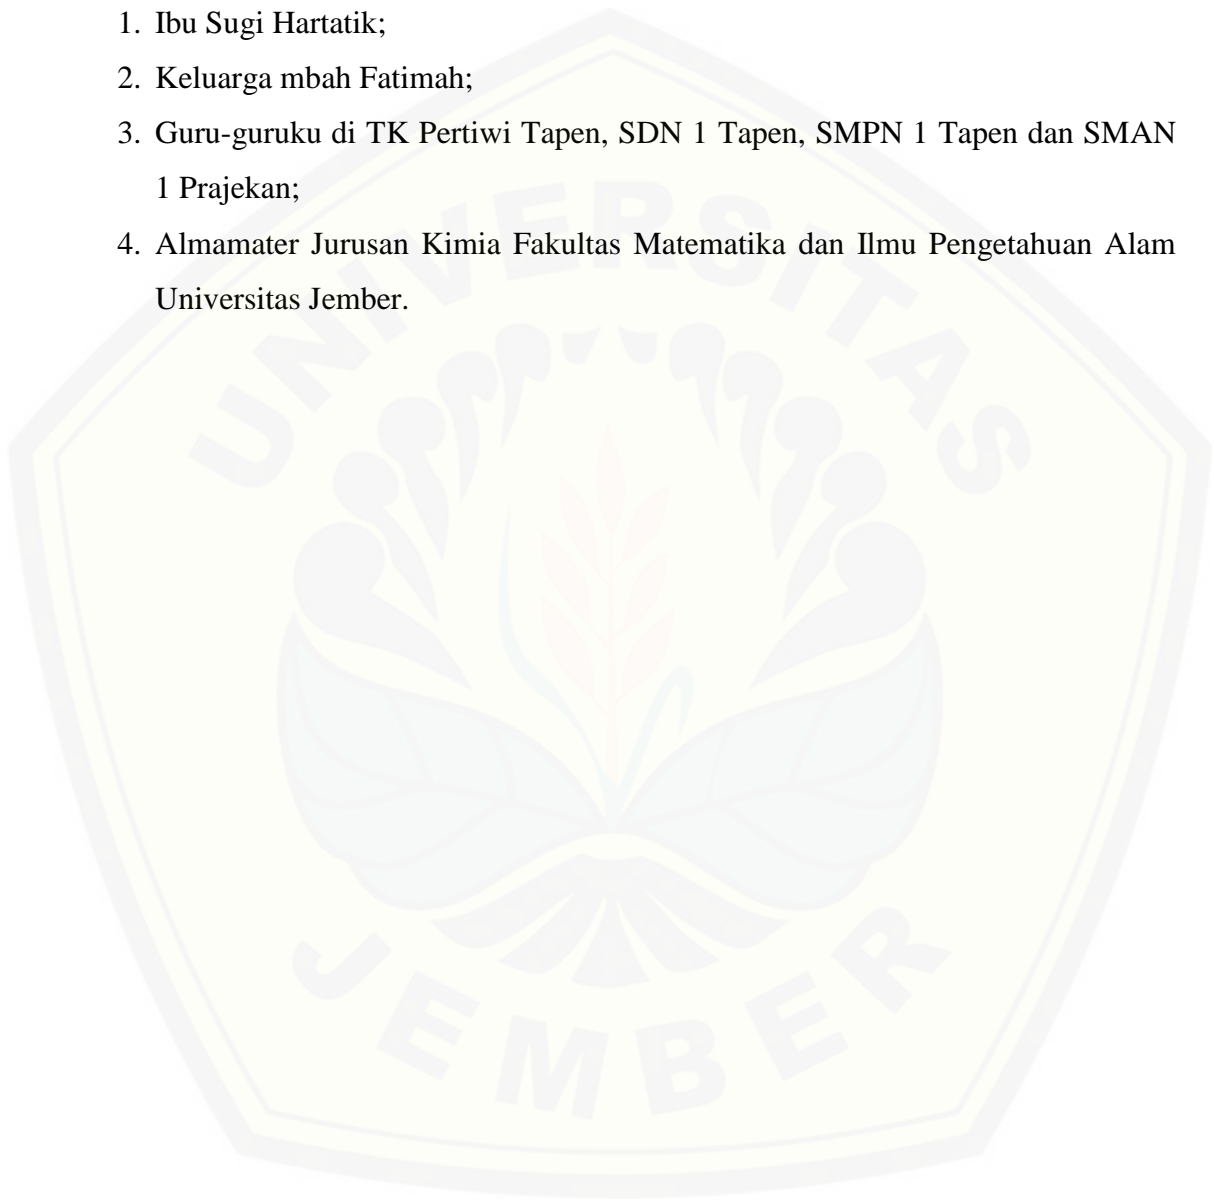 1. Ibu Sugi Hartatik;
2. Keluarga mbah Fatimah;
3. Guru-guruku di TK Pertiwi Tapen, SDN 1 Tapen, SMPN 1 Tapen dan SMAN
1 Prajekan;
4. Almamater Jurusan Kimia Fakultas Matematika dan Ilmu Pengetahuan Alam
Universitas Jember.
UNIVERSITAS
JEMBER